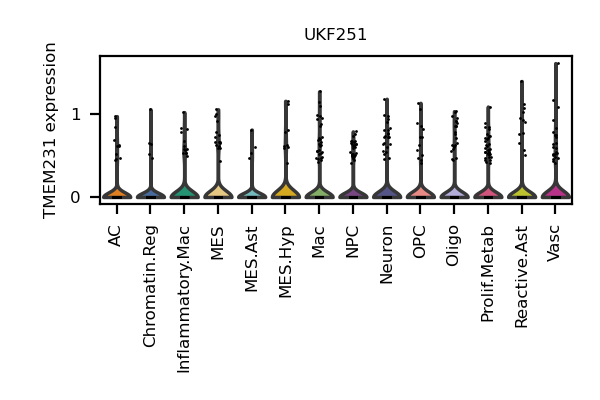 UKF251
TMEM231 expression
1
0
AC
Chromatin.Reg
Inflammatory.Mac
MES
MES.Ast
MES.Hyp
Mac
NPC
Neuron
OPC
Oligo
Prolif.Metab
Reactive.Ast
Vasc